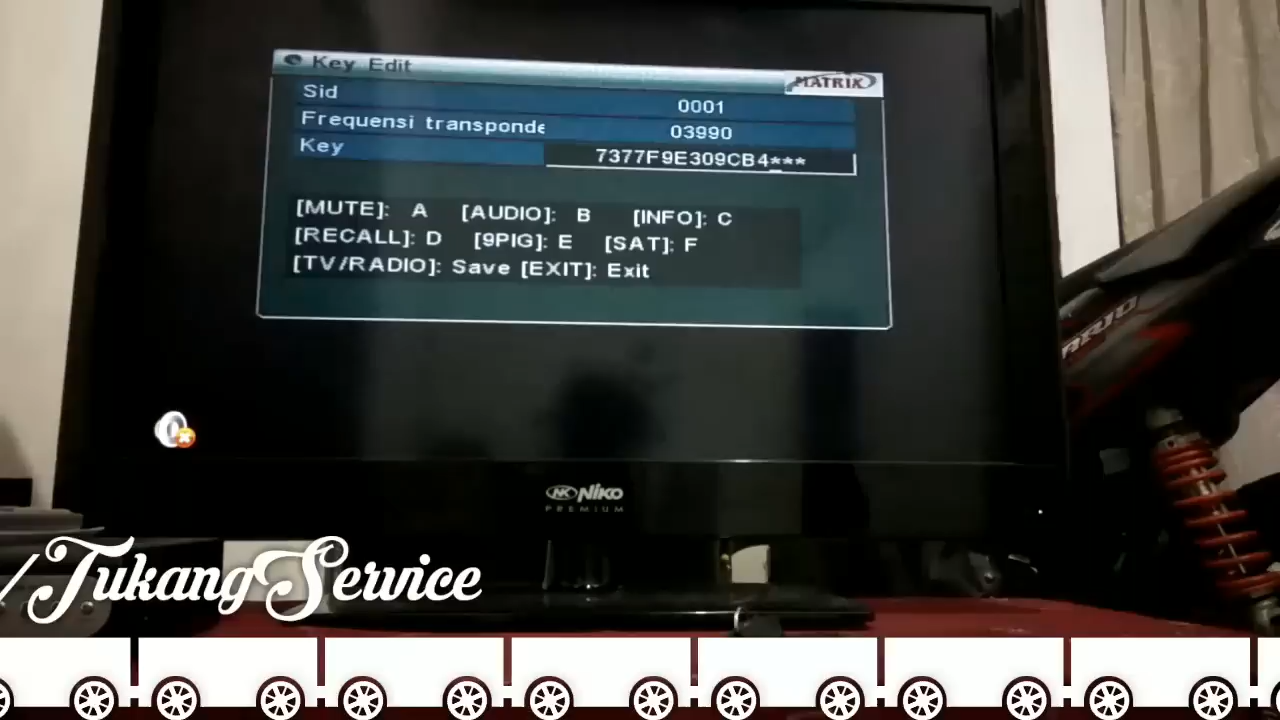 Key Edit
MATRIX
Sid 0001
Frequensi transponde 03990
Key 7377F9E309CB4***
[MUTE]: A [AUDIO]: B [INFO]: C
[RECALL]: D [9PIG]: E [SAT]: F
[TV/RADIO]: Save [EXIT]: Exit
NK NiKO
PREMIUM
/TukangService